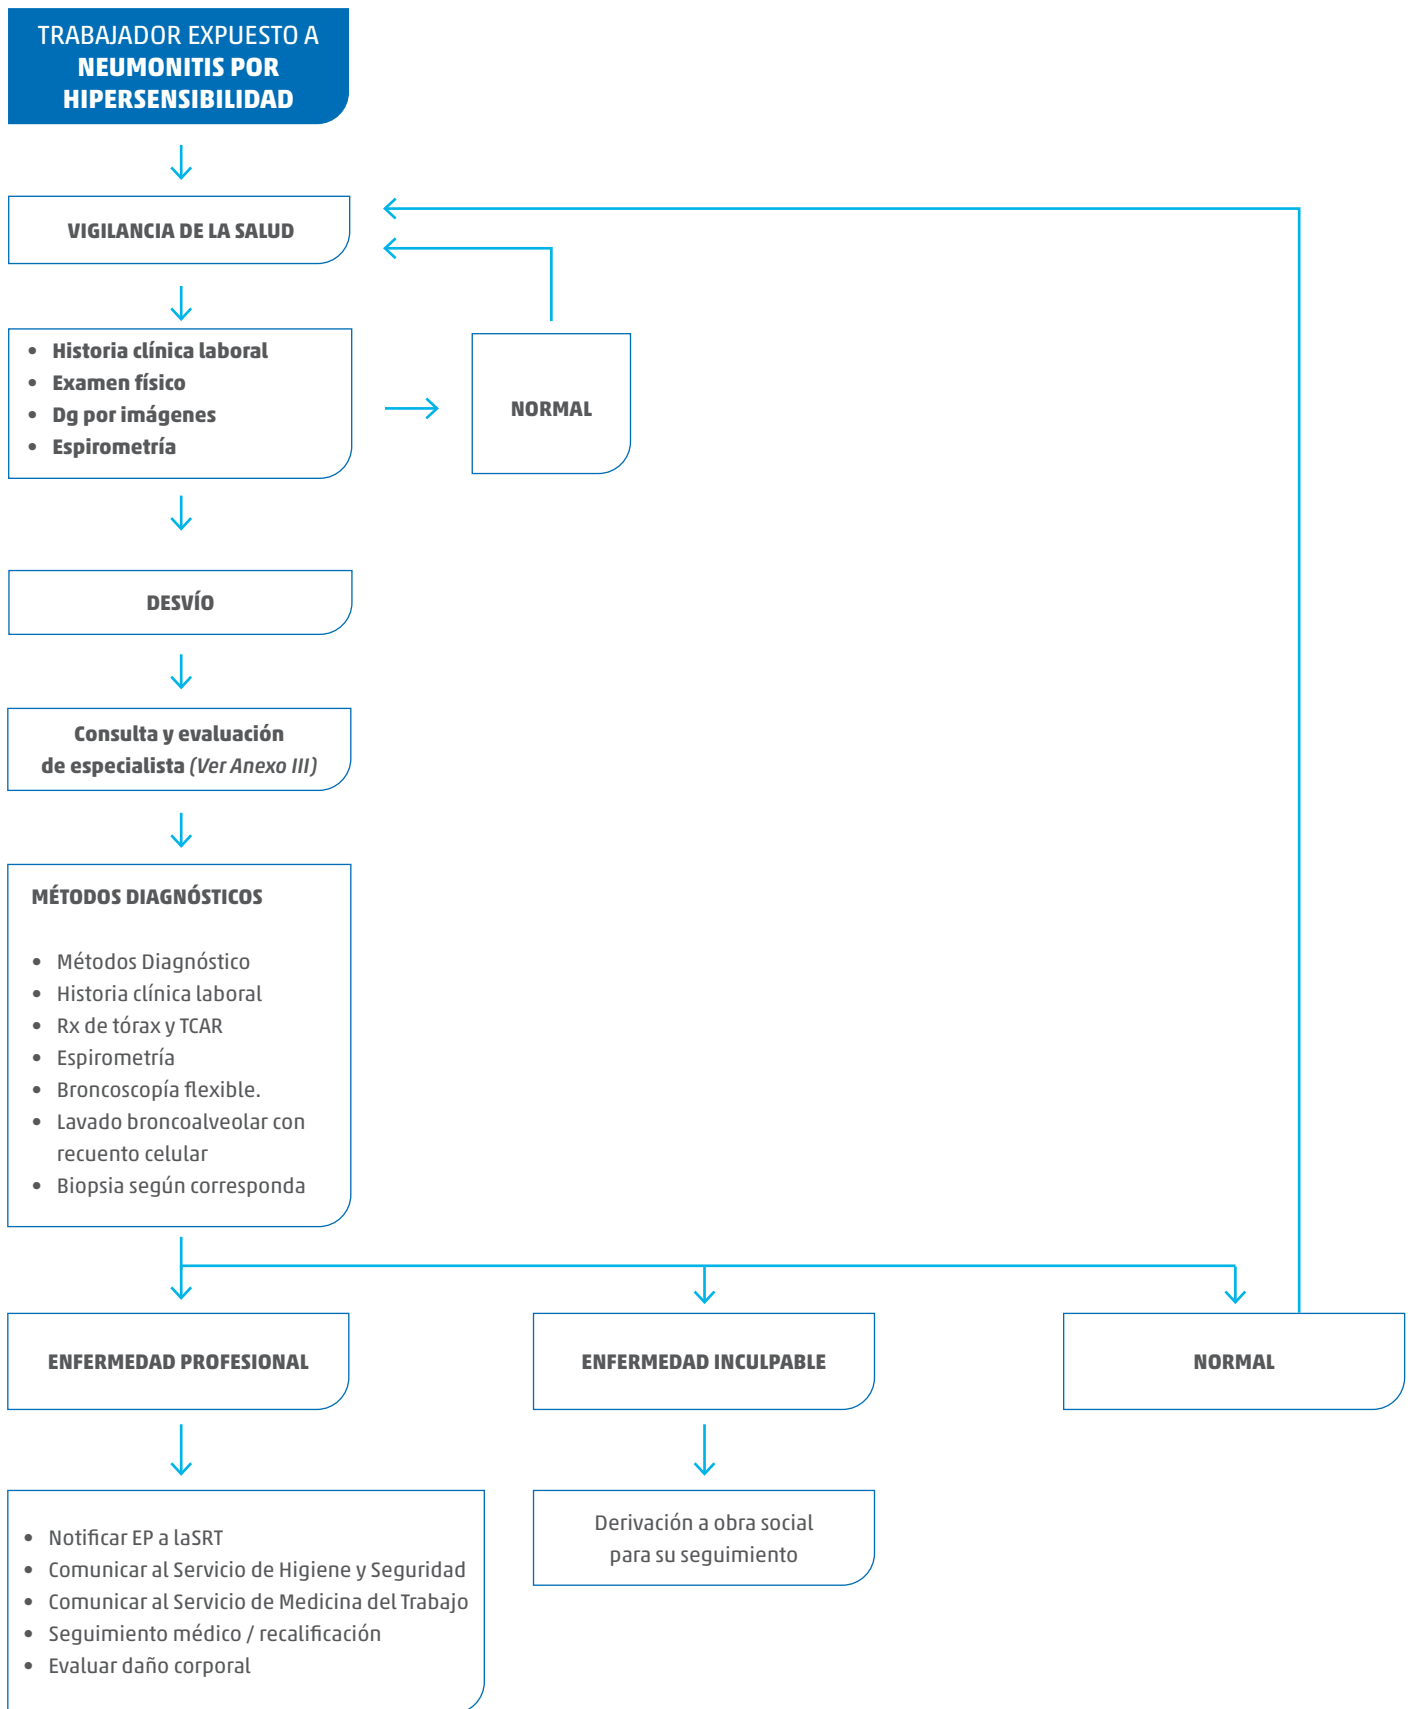 TRABAJADOR EXPUESTO A
NEUMONITIS POR
HIPERSENSIBILIDAD
VIGILANCIA DE LA SALUD
• Historia clínica laboral
• Examen físico
• Dg por imágenes
• Espirometría
NORMAL
DESVÍO
Consulta y evaluación
de especialista (Ver Anexo III)
MÉTODOS DIAGNÓSTICOS
• Métodos Diagnóstico
• Historia clínica laboral
• Rx de tórax y TCAR
• Espirometría
• Broncoscopía flexible.
• Lavado broncoalveolar con
recuento celular
• Biopsia según corresponda
ENFERMEDAD PROFESIONAL
ENFERMEDAD INCULPABLE
NORMAL
• Notificar EP a laSRT
• Comunicar al Servicio de Higiene y Seguridad
• Comunicar al Servicio de Medicina del Trabajo
• Seguimiento médico / recalificación
• Evaluar daño corporal
Derivación a obra social
para su seguimiento